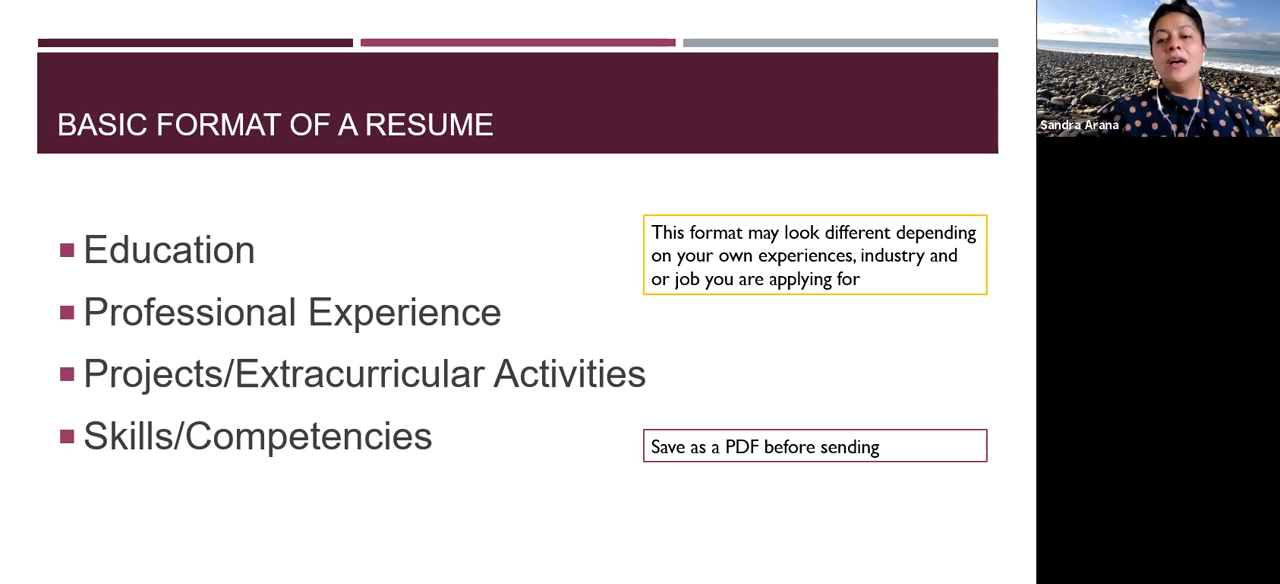 BASIC FORMAT OF A RESUME
Education
Professional Experience
Projects/Extracurricular Activities
Skills/Competencies
This format may look different depending
on your own experiences, industry and
or job you are applying for
Save as a PDF before sending
Sandra Arana